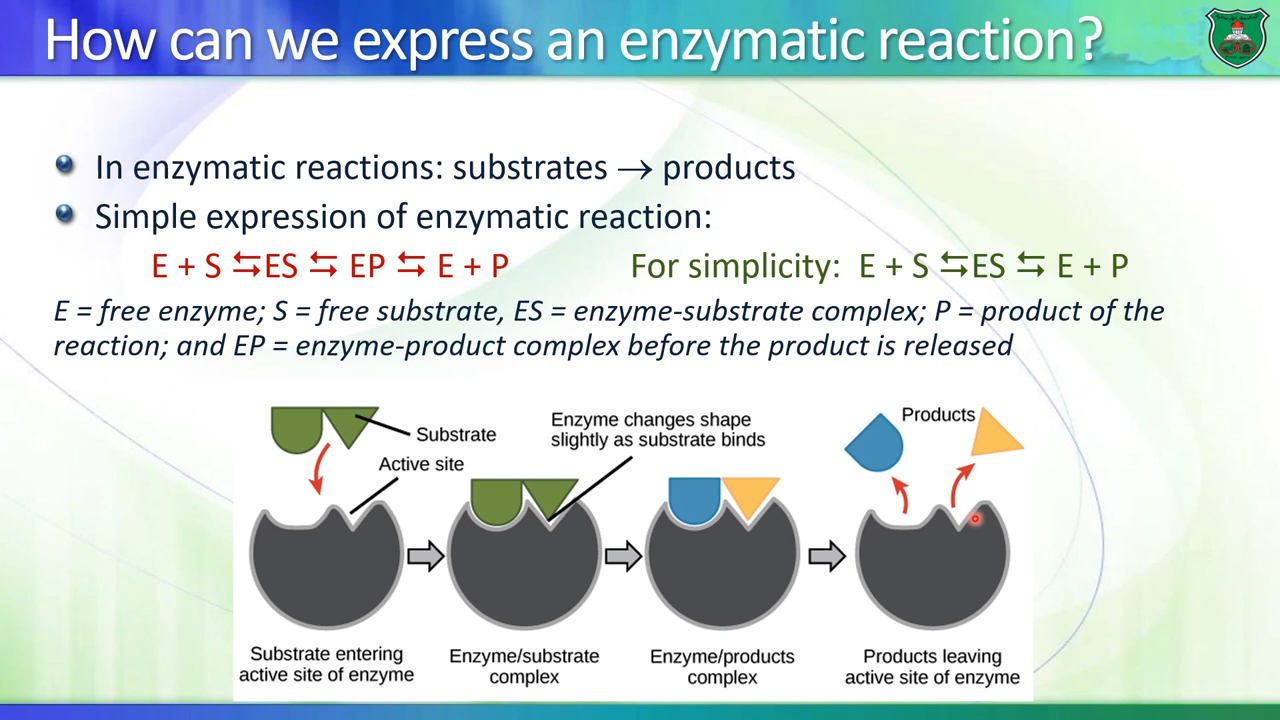 How can we express an enzymatic reaction?
In enzymatic reactions: substrates → products
Simple expression of enzymatic reaction:
E + S ⇆ES ⇆ EP ⇆ E + P
For simplicity: E + S ⇆ES ⇆ E + P
E = free enzyme; S = free substrate, ES = enzyme-substrate complex; P = product of the
reaction; and EP = enzyme-product complex before the product is released
Substrate
Active site
Enzyme changes shape
slightly as substrate binds
Products
Substrate entering
active site of enzyme
Enzyme/substrate
complex
Enzyme/products
complex
Products leaving
active site of enzyme